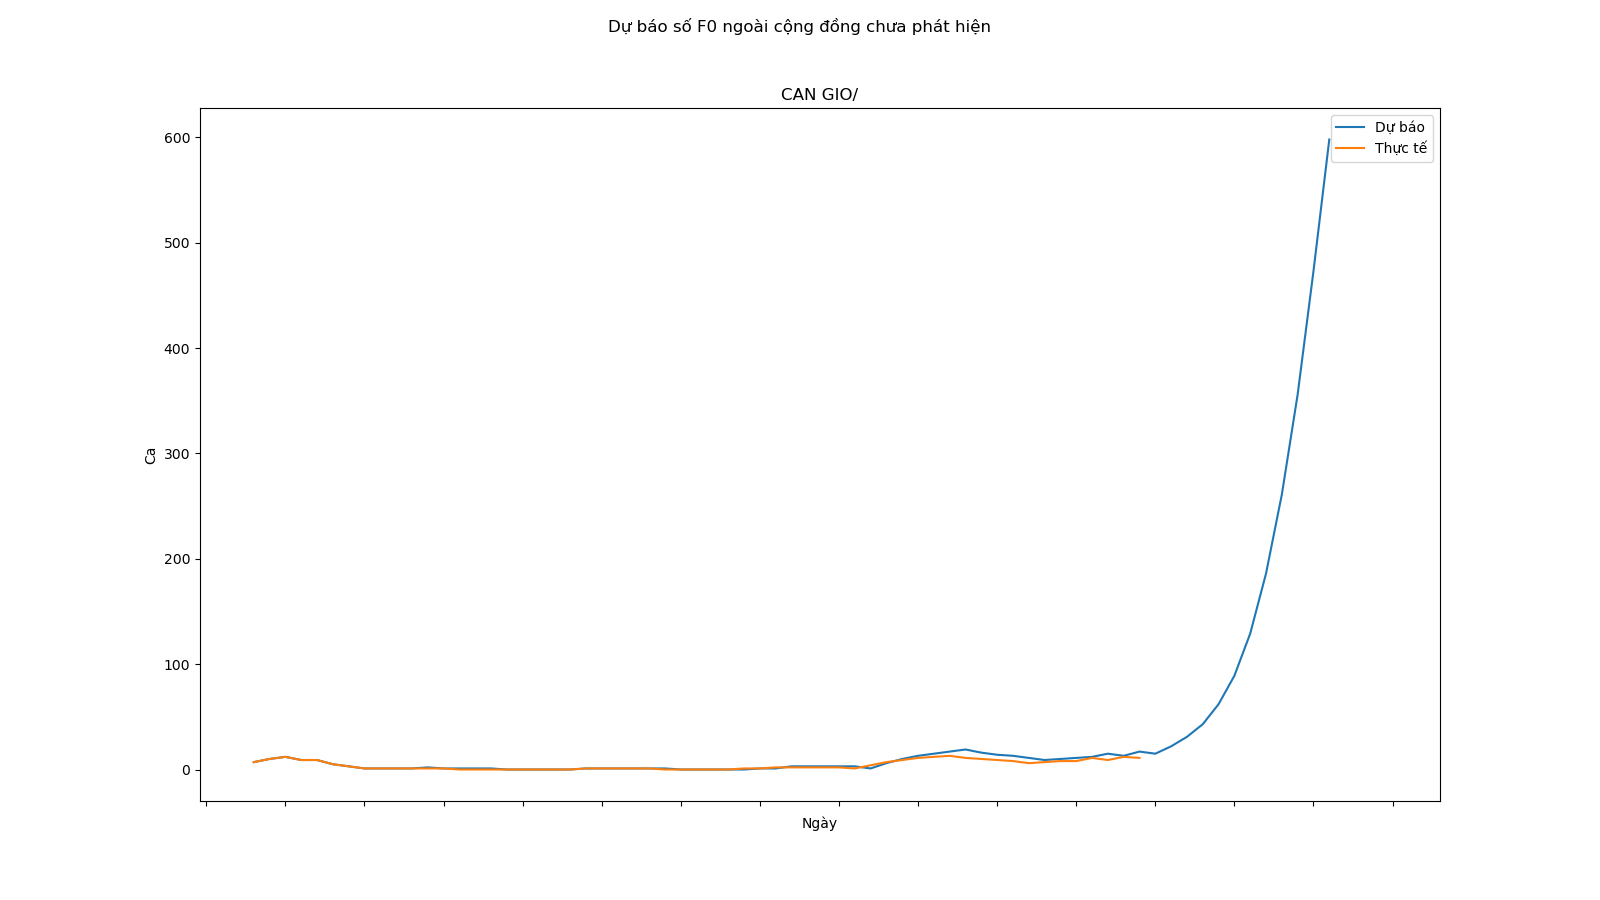 Dự báo số F0 ngoài cộng đồng chưa phát hiện
CAN GIO/
Dự báo
Thực tế
600
500
400
300
200
100
0
Ca
Ngày